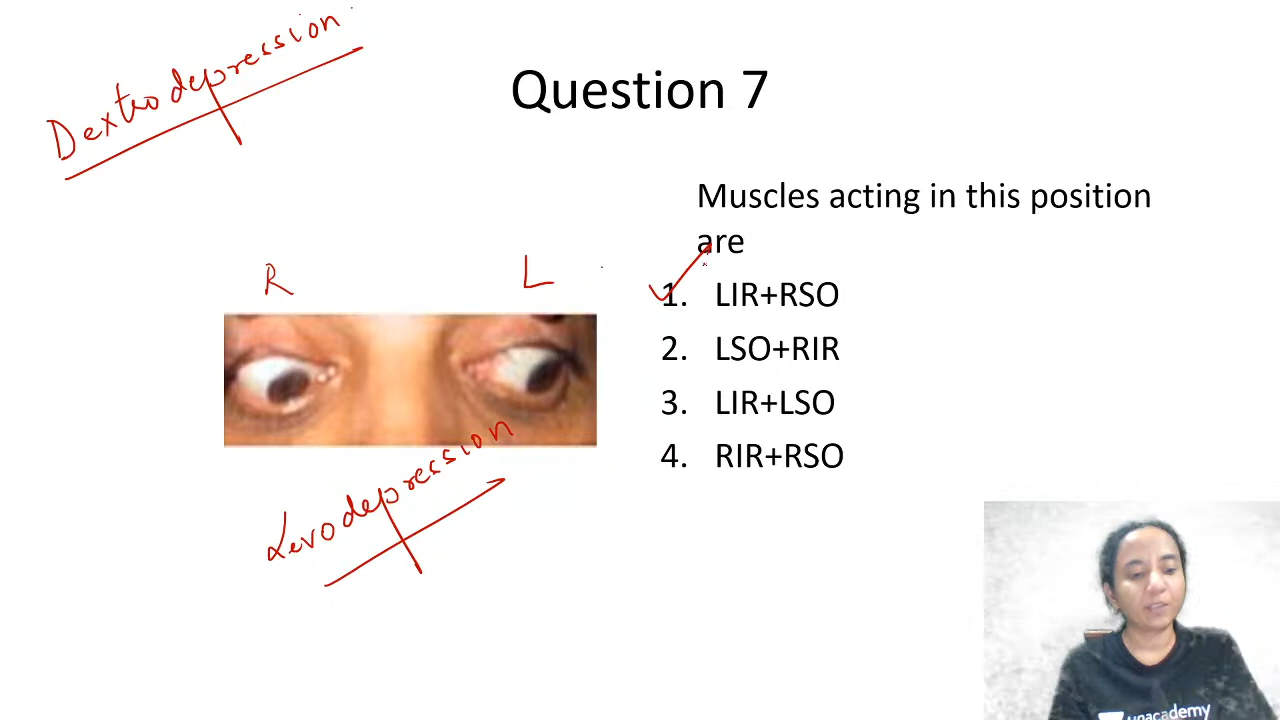 Dextrodepression
Question 7
Muscles acting in this position
are
R
L
1. LIR+RSO
2. LSO+RIR
3. LIR+LSO
4. RIR+RSO
Levodepression
unacademy